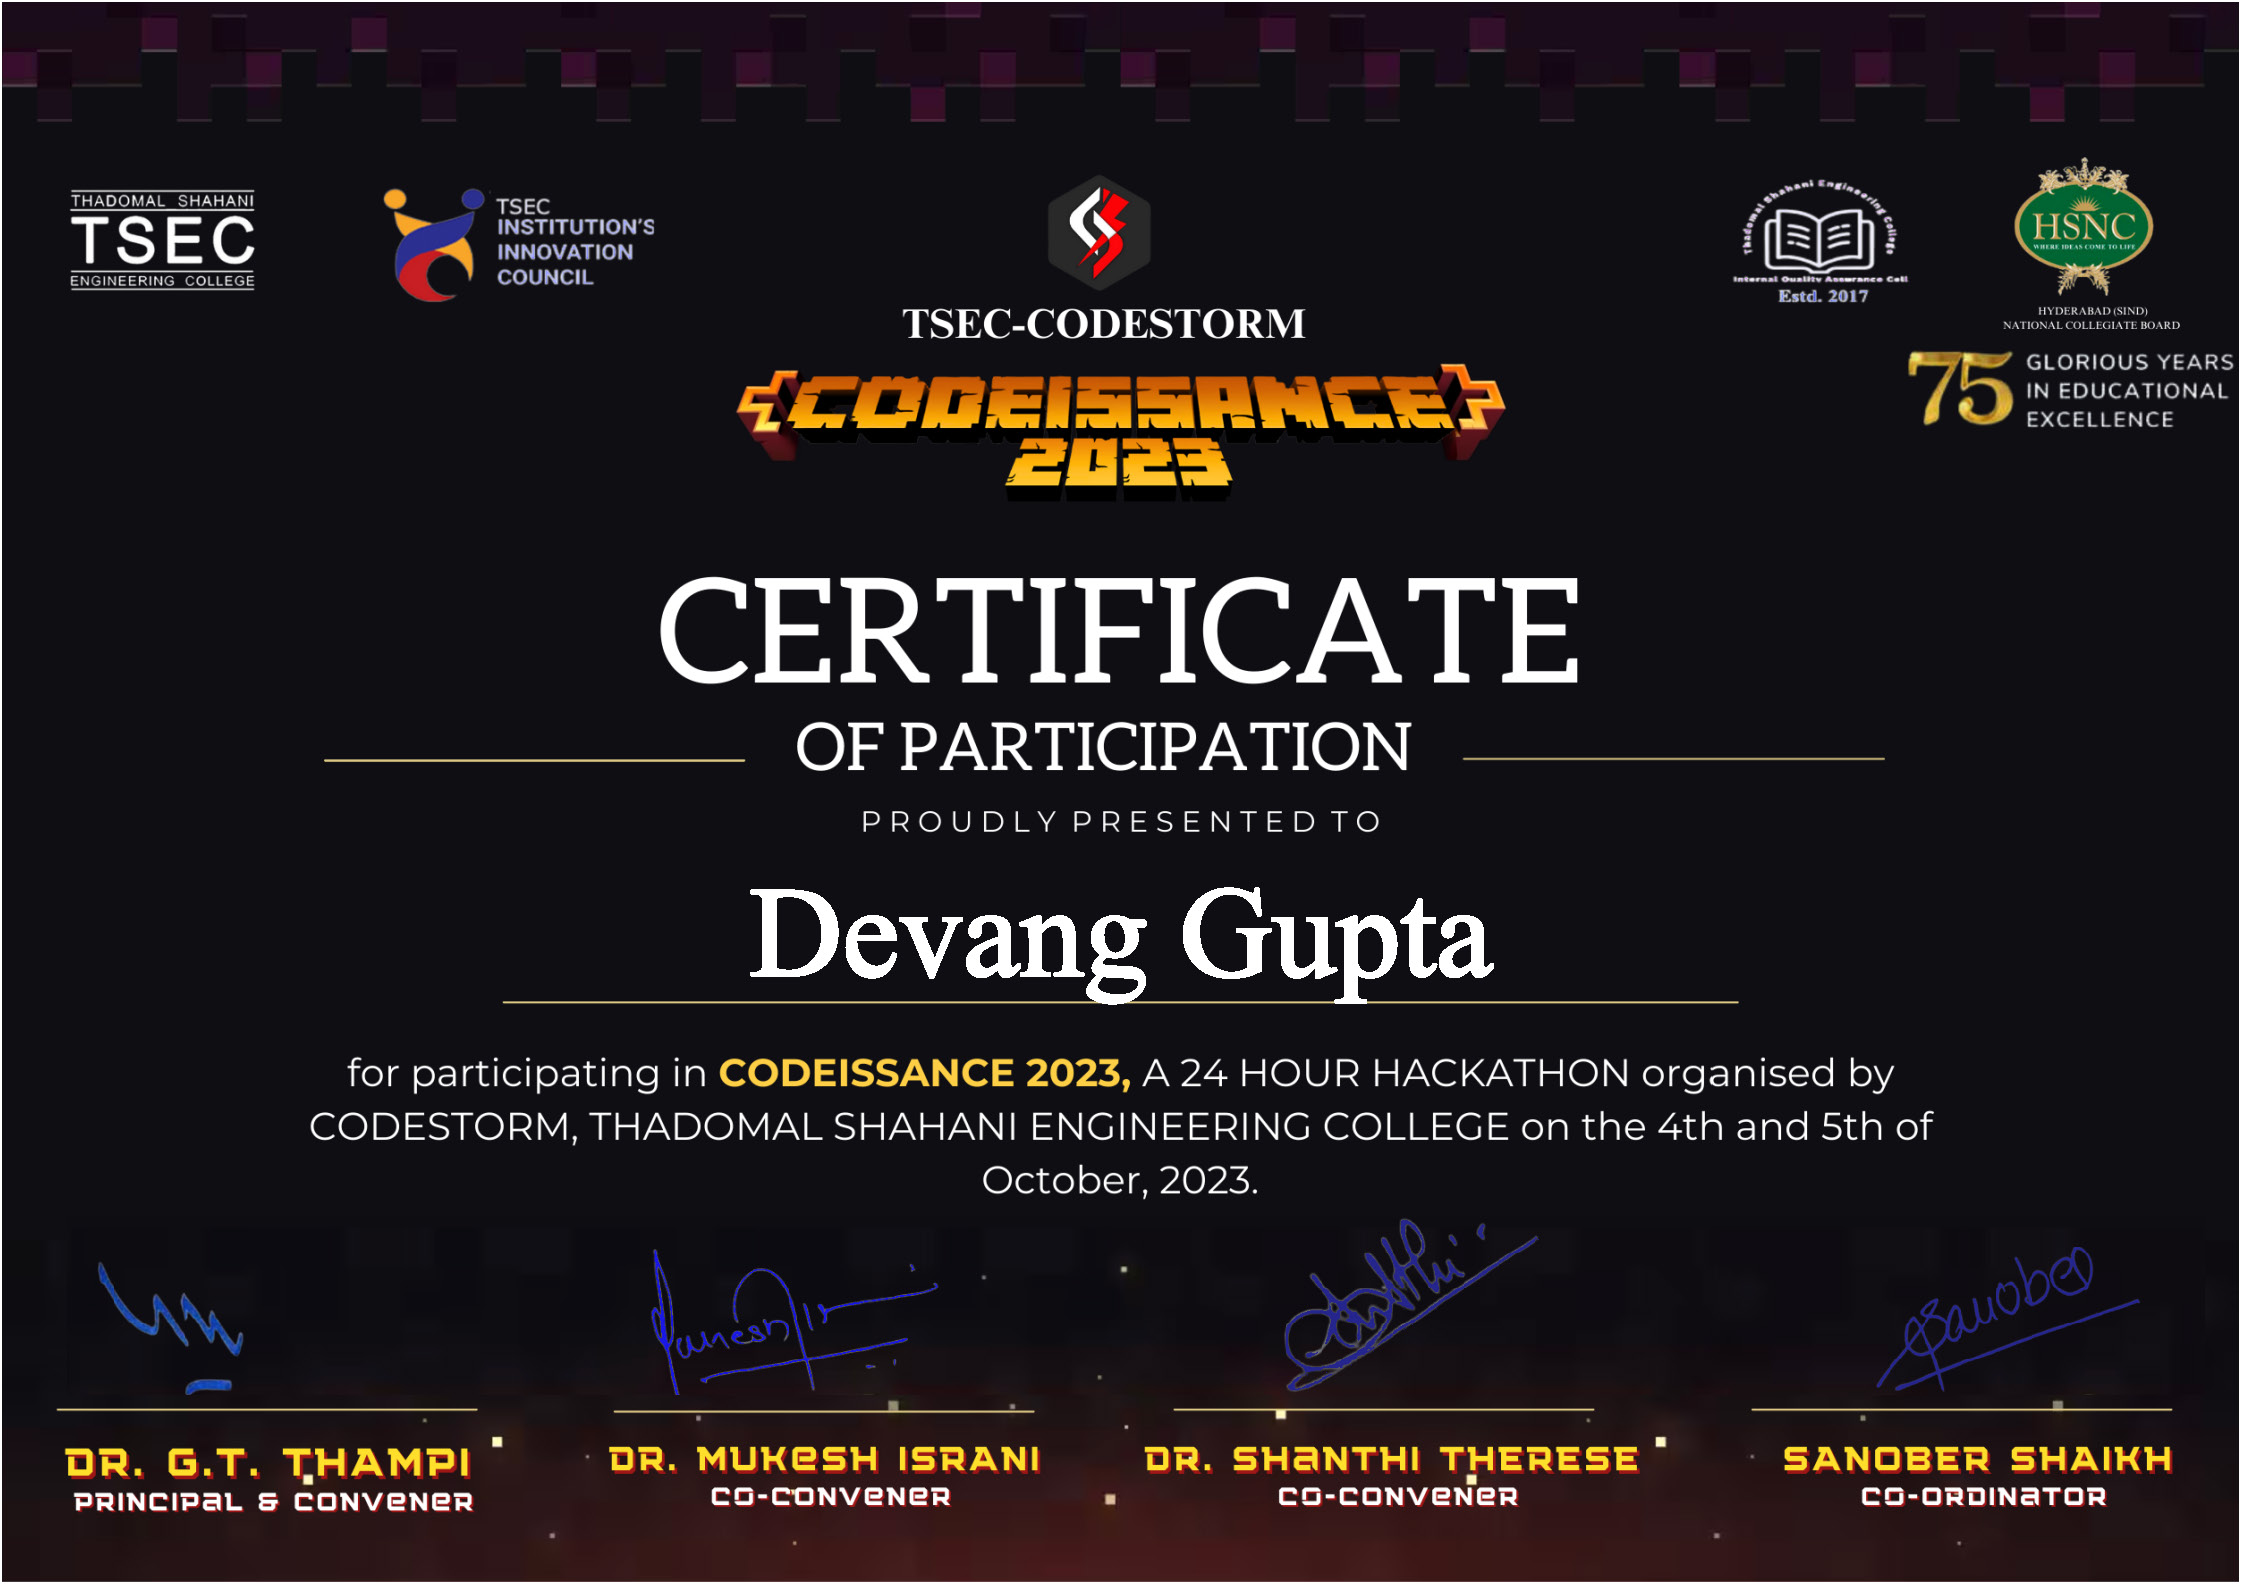 THADOMAL SHAHANI
TSEC
ENGINEERING COLLEGE
TSEC
INSTITUTION'S
INNOVATION
COUNCIL
TSEC-CODESTORM
Thadomal Shahani Engineering College
Internal Quality Assurance Cell
Estd. 2017
HSNC
WHERE IDEAS COME TO LIFE
HYDERABAD (SIND)
NATIONAL COLLEGIATE BOARD
75 GLORIOUS YEARS
IN EDUCATIONAL
EXCELLENCE
{CODEISSANCE}
2023
CERTIFICATE
OF PARTICIPATION
PROUDLY PRESENTED TO
Devang Gupta
for participating in CODEISSANCE 2023, A 24 HOUR HACKATHON organised by
CODESTORM, THADOMAL SHAHANI ENGINEERING COLLEGE on the 4th and 5th of
October, 2023.
Sanober
DR. G.T. THAMPI
PRINCIPAL & CONVENER
DR. MUKESH ISRANI
CO-CONVENER
DR. SHANTHI THERESE
CO-CONVENER
SANOBER SHAIKH
CO-ORDINATOR